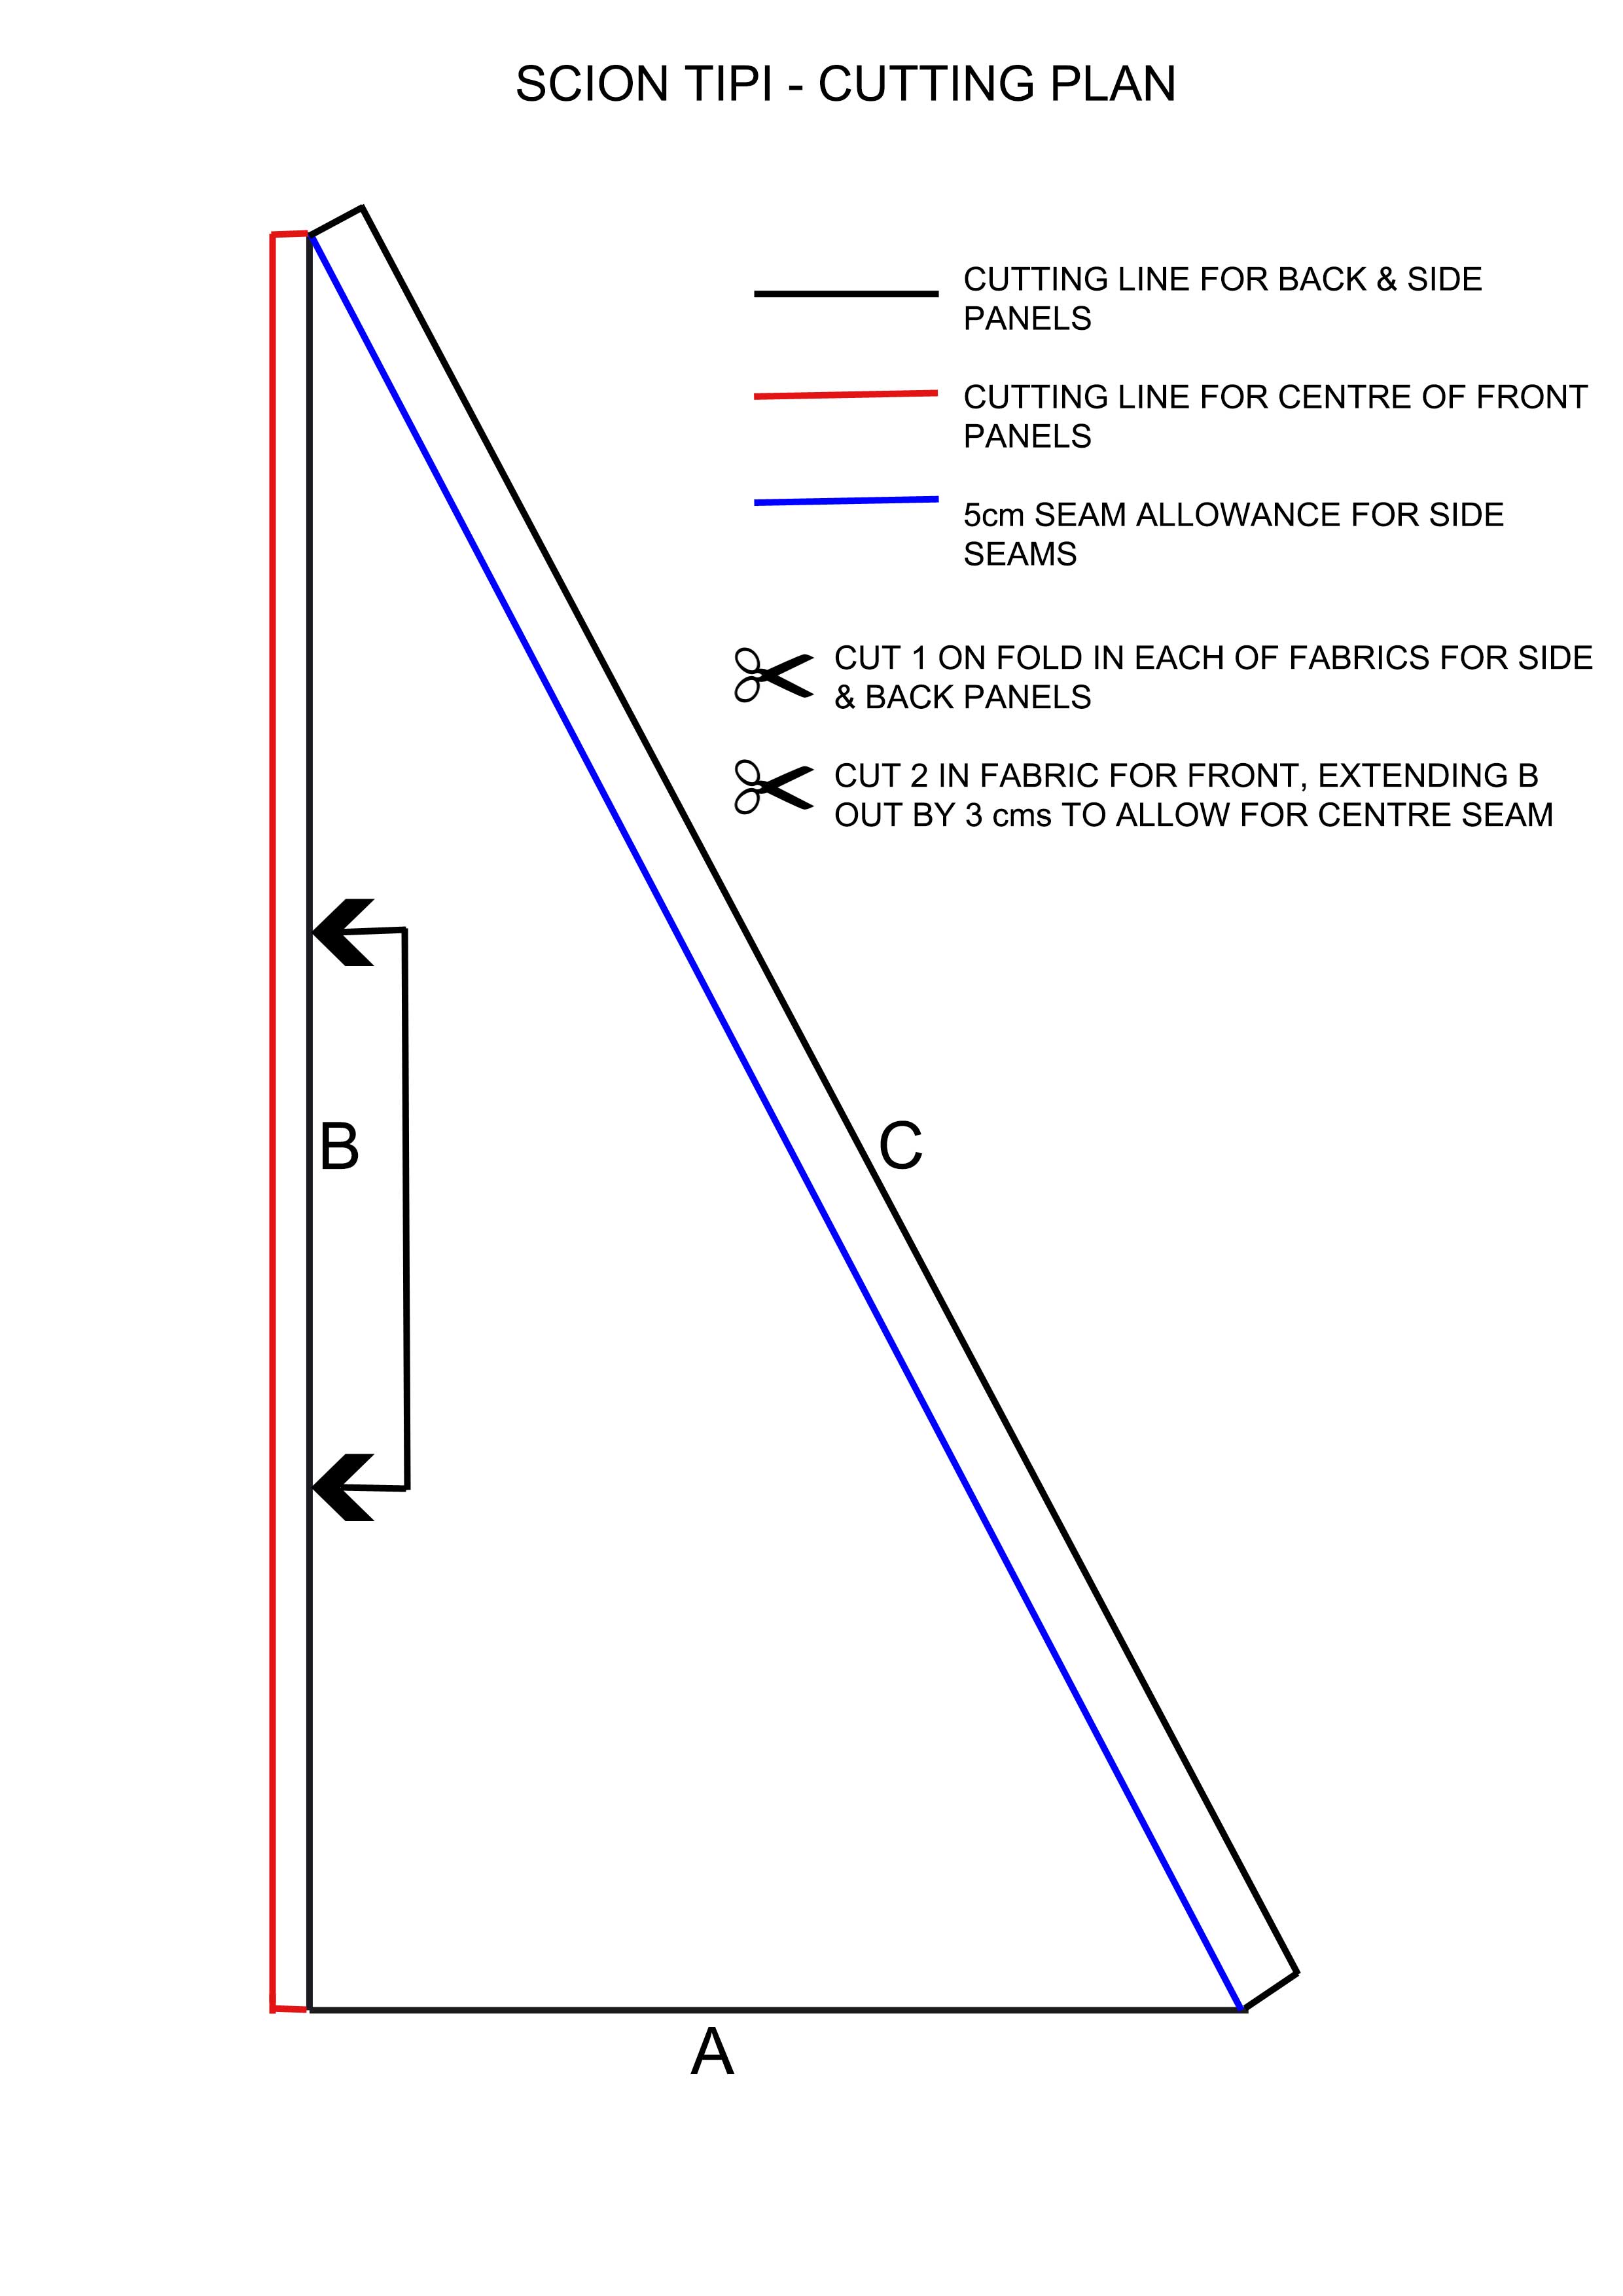 SCION TIPI - CUTTING PLAN
CUTTING LINE FOR BACK & SIDE
PANELS
CUTTING LINE FOR CENTRE OF FRONT
PANELS
5cm SEAM ALLOWANCE FOR SIDE
SEAMS
CUT 1 ON FOLD IN EACH OF FABRICS FOR SIDE
& BACK PANELS
CUT 2 IN FABRIC FOR FRONT, EXTENDING B
OUT BY 3 cms TO ALLOW FOR CENTRE SEAM
B
C
A